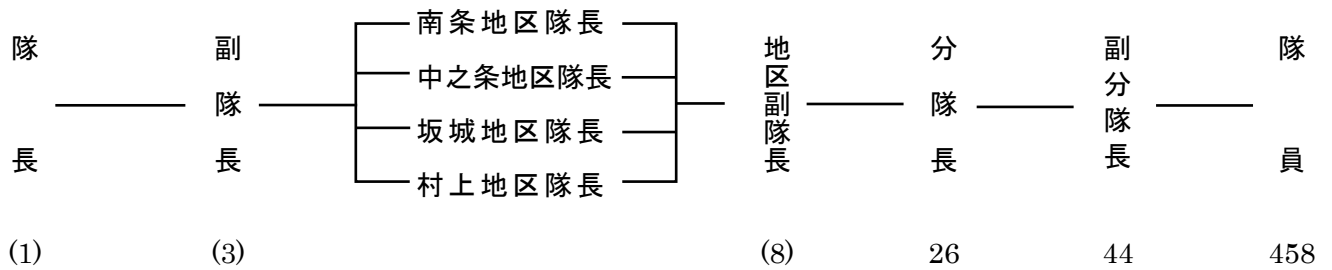 隊長
副隊長
南条地区隊長
中之条地区隊長
坂城地区隊長
村上地区隊長
地区副隊長
分隊長
副分隊長
隊員
(1)
(3)
(8)
26
44
458